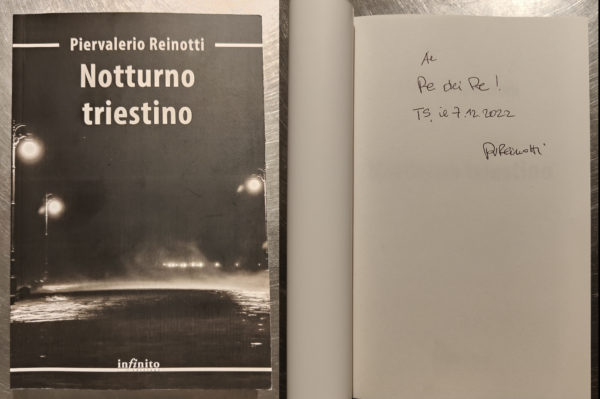 Piervalerio Reinotti
Notturno
triestino
infinito
Al
Re dei Re!
TS, il 7.12.2022
PReinotti